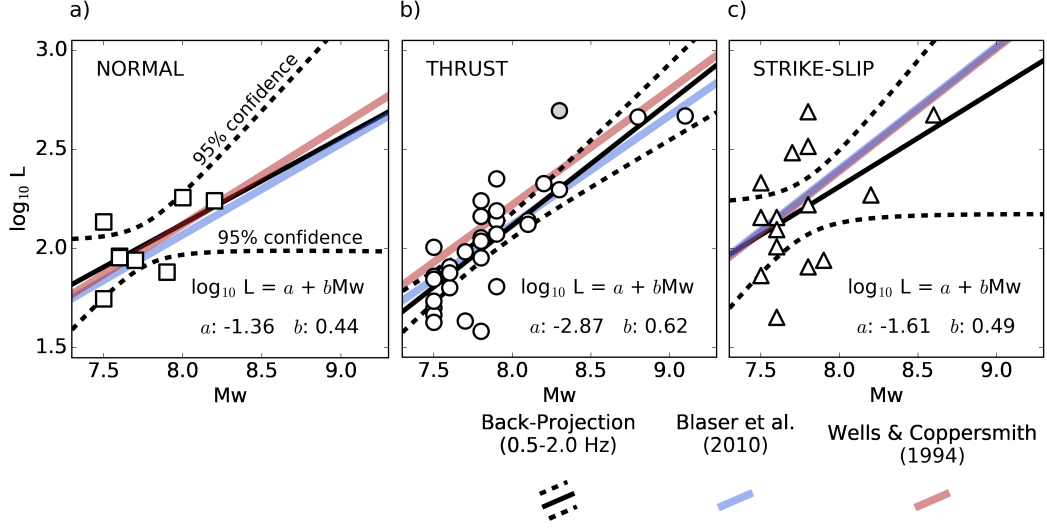 a)
b)
c)
NORMAL
THRUST
STRIKE-SLIP
95% confidence
95% confidence
log₁₀ L = a + bMw
a: -1.36 b: 0.44
log₁₀ L = a + bMw
a: -2.87 b: 0.62
log₁₀ L = a + bMw
a: -1.61 b: 0.49
log₁₀ L
3.0
2.5
2.0
1.5
7.5 8.0 8.5 9.0
7.5 8.0 8.5 9.0
7.5 8.0 8.5 9.0
Mw
Mw
Mw
Back-Projection
(0.5-2.0 Hz)
Blaser et al.
(2010)
Wells & Coppersmith
(1994)